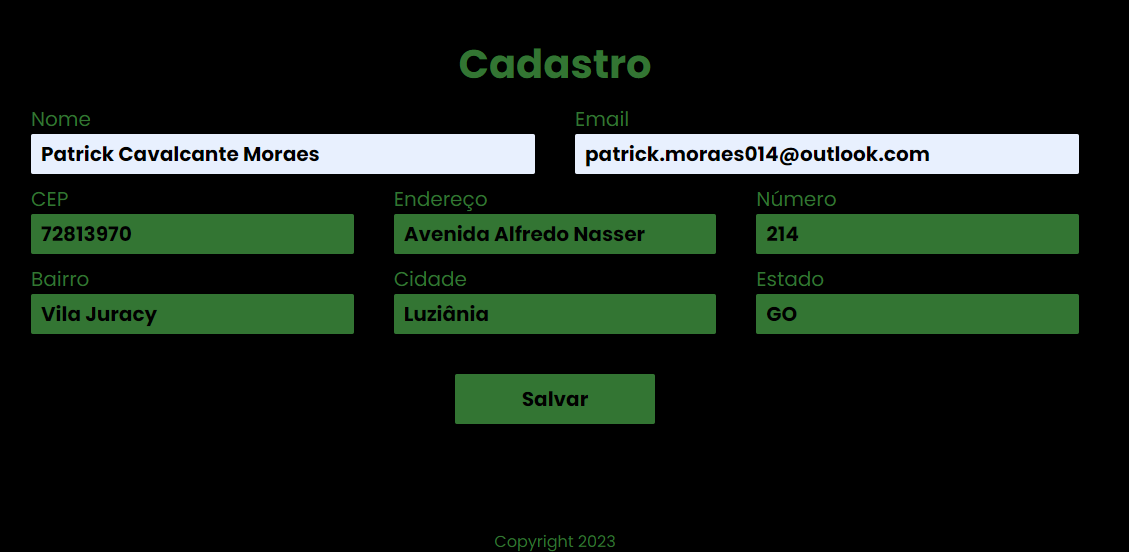 Cadastro
Nome Email
Patrick Cavalcante Moraes patrick.moraes014@outlook.com
CEP Endereço Número
72813970 Avenida Alfredo Nasser 214
Bairro Cidade Estado
Vila Juracy Luziânia GO
Salvar
Copyright 2023